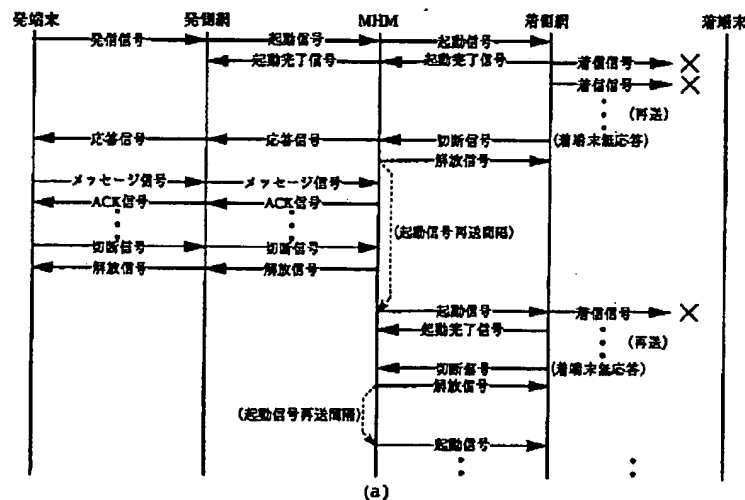 発端末 発側網 MHM 着側網 着端末
発信信号 起動信号 起動信号
起動完了信号 起動完了信号 着信信号
着信信号
(再送)
応答信号 応答信号 切断信号 (着端末無応答)
解放信号
メッセージ信号 メッセージ信号
ACK信号 ACK信号
(起動信号再送間隔)
切断信号 切断信号
解放信号 解放信号
起動信号 着信信号
起動完了信号
(再送)
切断信号 (着端末無応答)
解放信号
(起動信号再送間隔)
起動信号
(a)